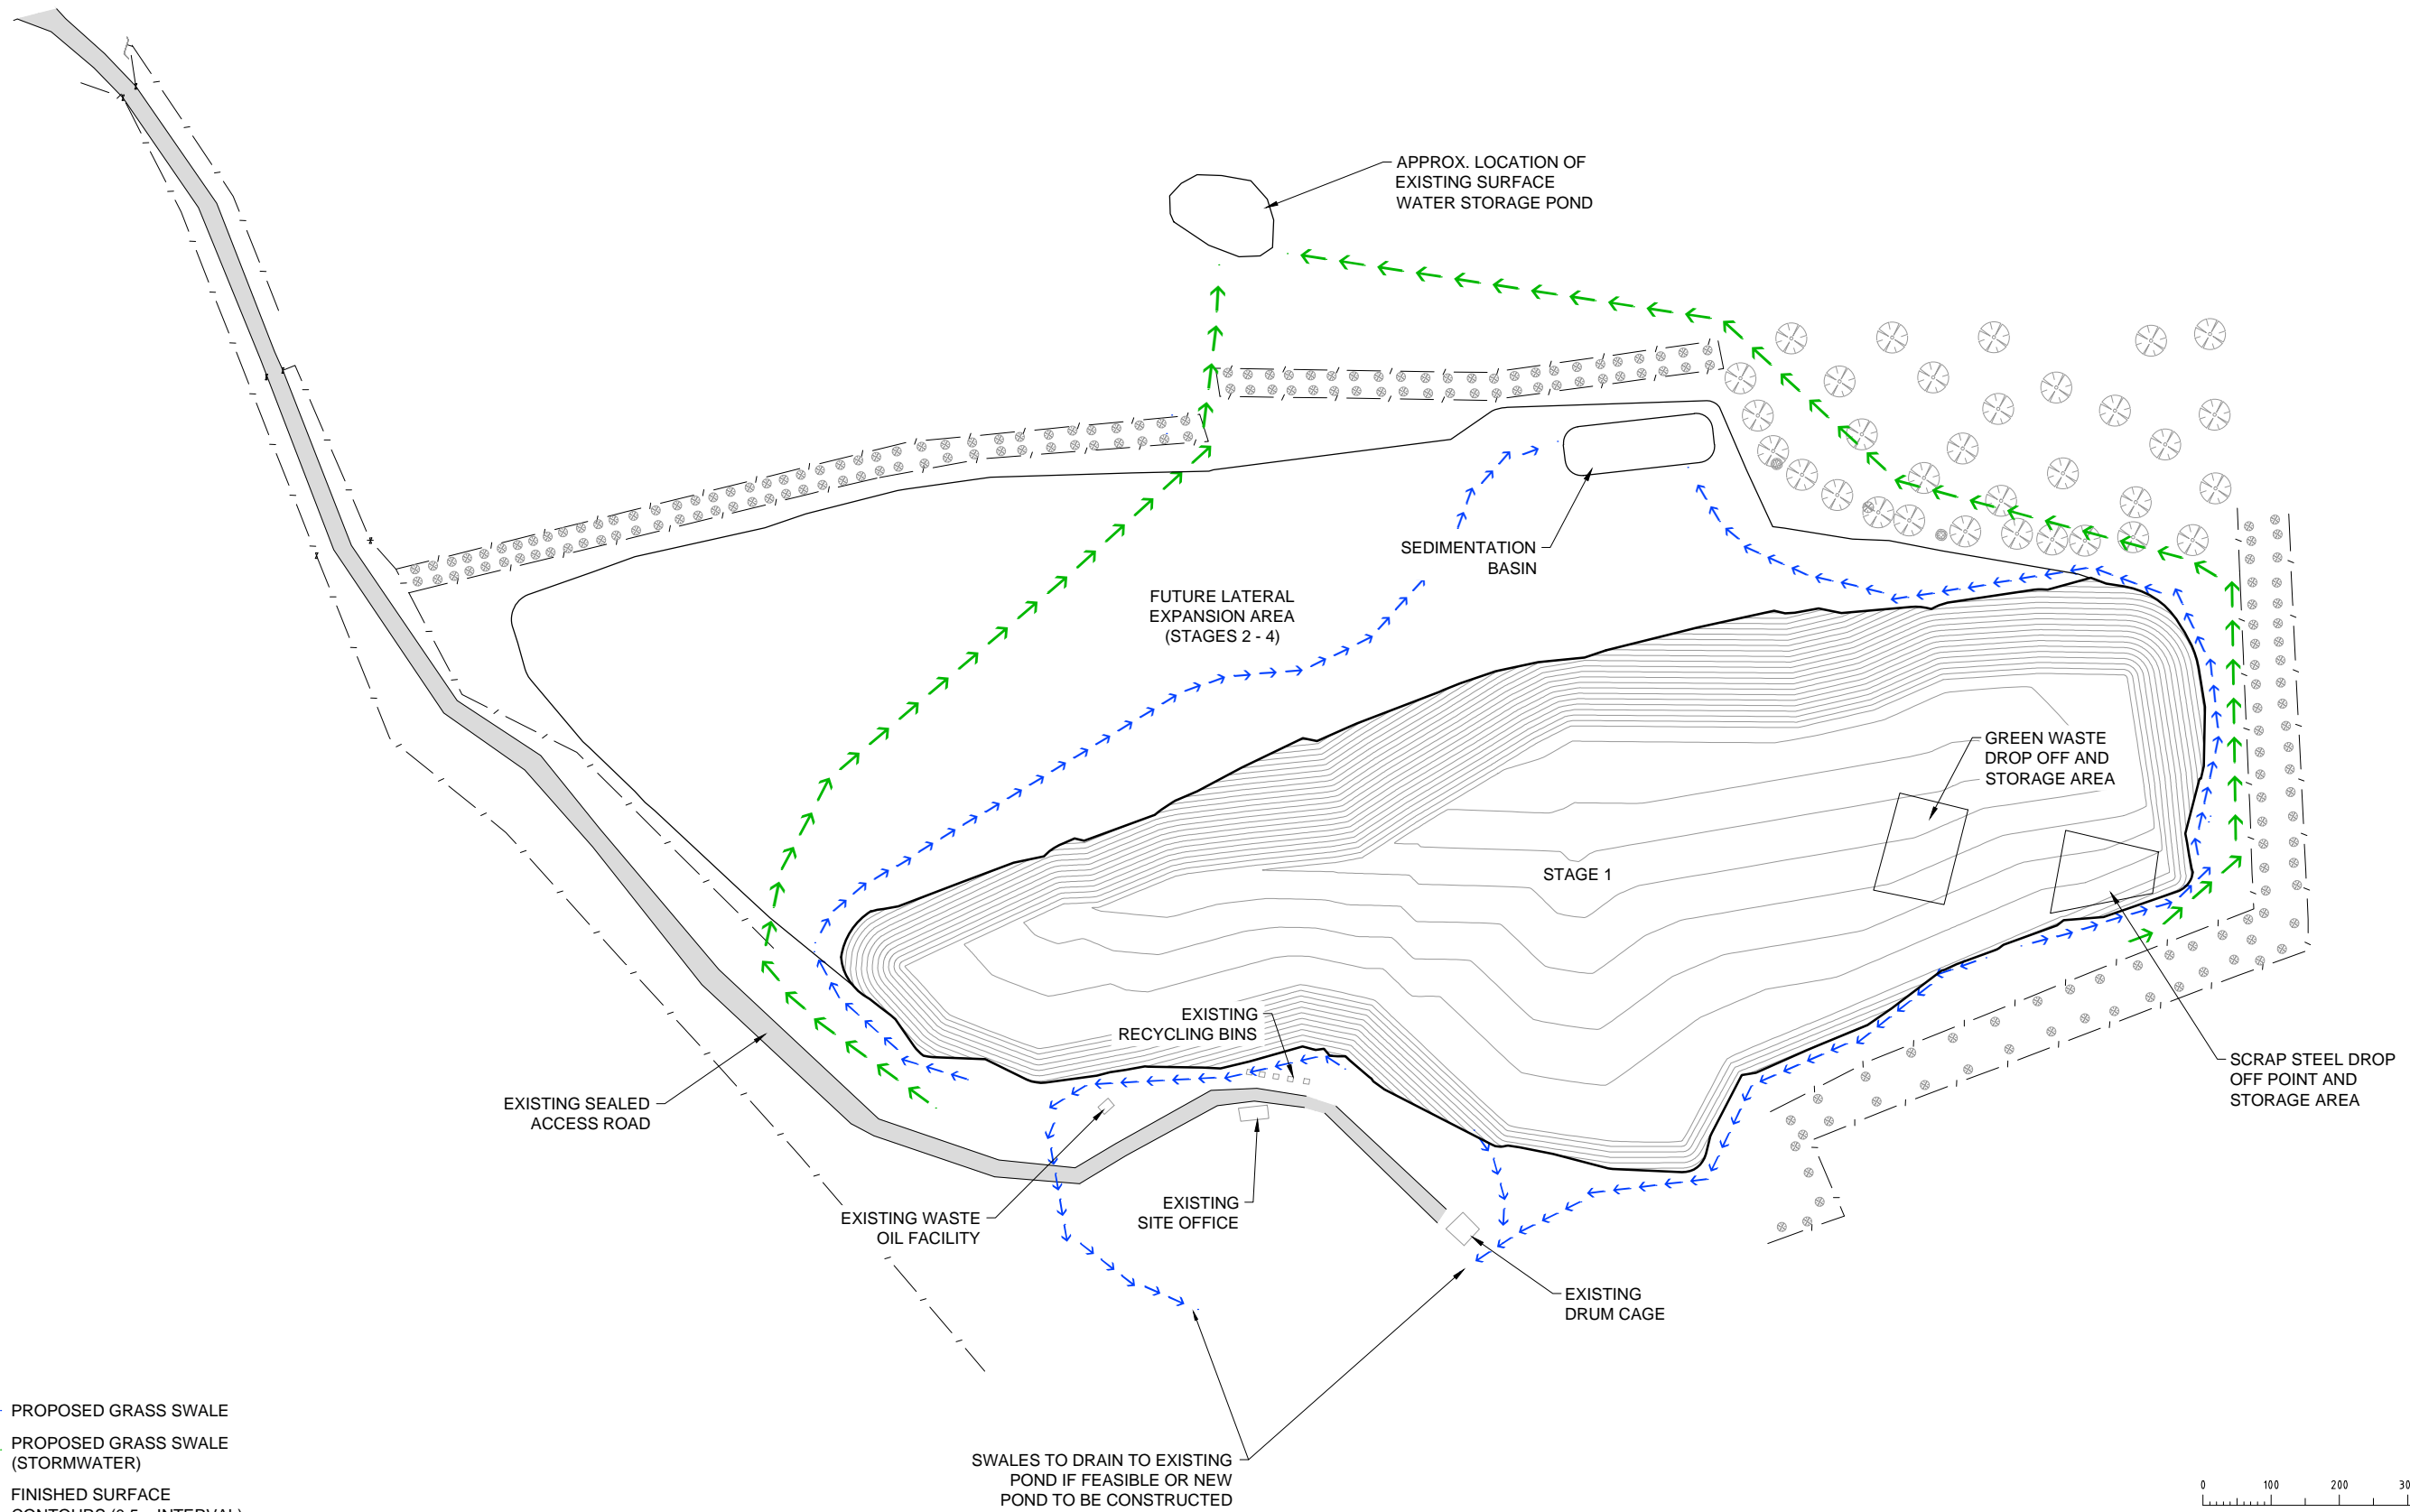 APPROX. LOCATION OF
EXISTING SURFACE
WATER STORAGE POND
SEDIMENTATION
BASIN
FUTURE LATERAL
EXPANSION AREA
(STAGES 2 - 4)
GREEN WASTE
DROP OFF AND
STORAGE AREA
STAGE 1
EXISTING
RECYCLING BINS
SCRAP STEEL DROP
OFF POINT AND
STORAGE AREA
EXISTING SEALED
ACCESS ROAD
EXISTING WASTE
OIL FACILITY
EXISTING
SITE OFFICE
EXISTING
DRUM CAGE
SWALES TO DRAIN TO EXISTING
POND IF FEASIBLE OR NEW
POND TO BE CONSTRUCTED
PROPOSED GRASS SWALE
PROPOSED GRASS SWALE
(STORMWATER)
FINISHED SURFACE
CONTOURS INTERVAL)
0 100 200